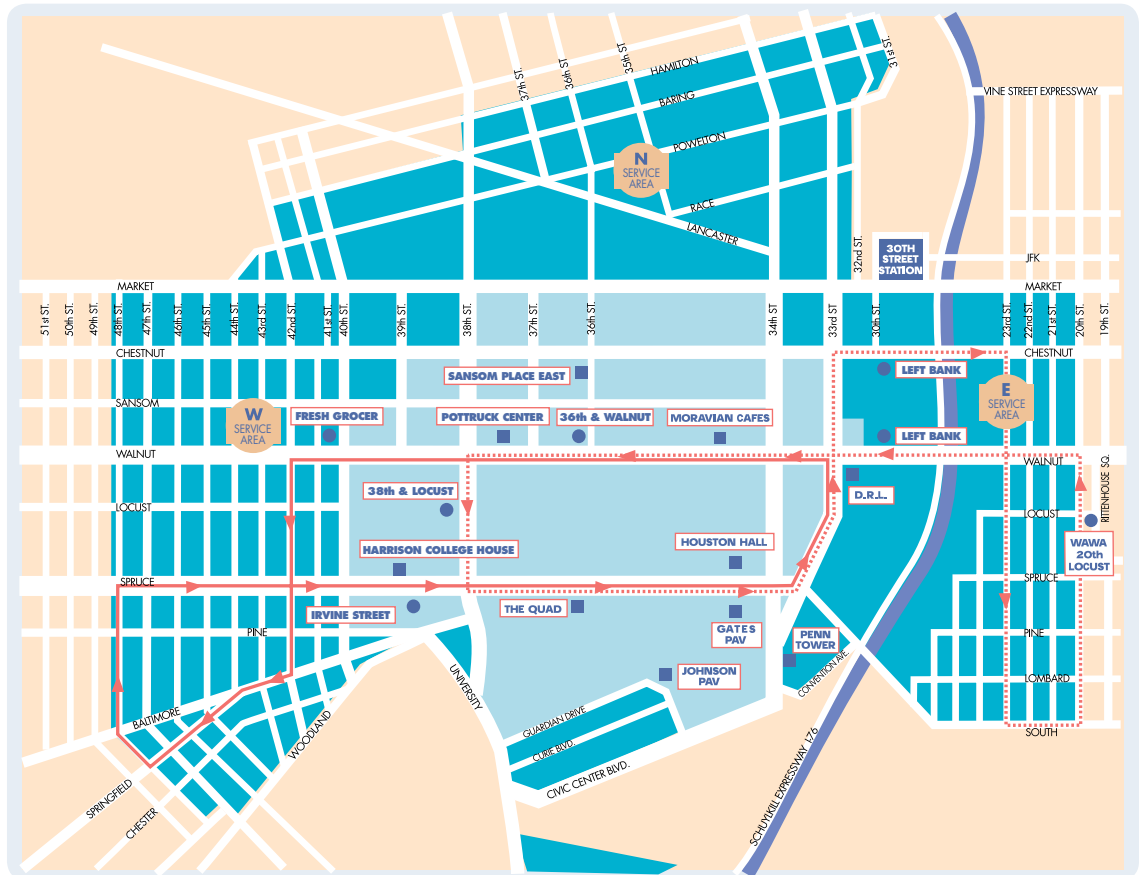 31st ST.
35th ST.
36th ST.
37th ST.
HAMILTON
BARING
VINE STREET EXPRESSWAY
POWELTON
N
SERVICE
AREA
RACE
LANCASTER
32nd ST.
30TH
STREET
STATION
JFK
MARKET
MARKET
51st ST.
50th ST.
49th ST.
48th ST.
47th ST.
46th ST.
45th ST.
44th ST.
43rd ST.
42nd ST.
41st ST.
40th ST.
39th ST.
38th ST.
37th ST.
36th ST.
34th ST
33rd ST
30th ST.
23rd ST.
22nd ST.
21st ST.
20th ST.
19th ST.
CHESTNUT
CHESTNUT
SANSOM PLACE EAST
LEFT BANK
E
SERVICE
AREA
SANSOM
W
SERVICE
AREA
FRESH GROCER
POTTRUCK CENTER
36th & WALNUT
MORAVIAN CAFES
LEFT BANK
WALNUT
WALNUT
RITTENHOUSE SQ.
38th & LOCUST
D.R.L.
LOCUST
LOCUST
HARRISON COLLEGE HOUSE
HOUSTON HALL
WAWA
20th
LOCUST
SPRUCE
SPRUCE
IRVINE STREET
THE QUAD
GATES
PAV
PENN
TOWER
PINE
PINE
CONVENTION AVE.
JOHNSON
PAV
LOMBARD
UNIVERSITY
BALTIMORE
WOODLAND
GUARDIAN DRIVE
CURIE BLVD.
CIVIC CENTER BLVD.
SOUTH
SCHUYLKILL EXPRESSWAY I-76
SPRINGFIELD
CHESTER